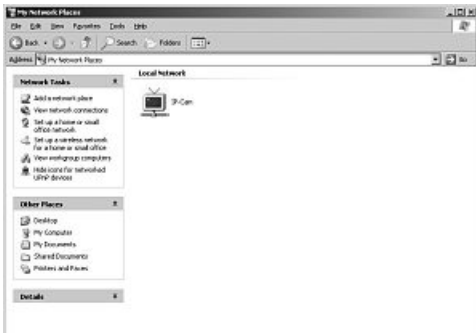 My Network Places
File Edit View Favorites Tools Help
Back Search Folders
Address My Network Places Go
Network Tasks
Add a network place
View network connections
Set up a home or small
office network
Set up a wireless network
for a home or small office
View workgroup computers
Hide icons for networked
UPnP devices
Other Places
Desktop
My Computer
My Documents
Shared Documents
Printers and Faxes
Details
Local Network
IP-Cam